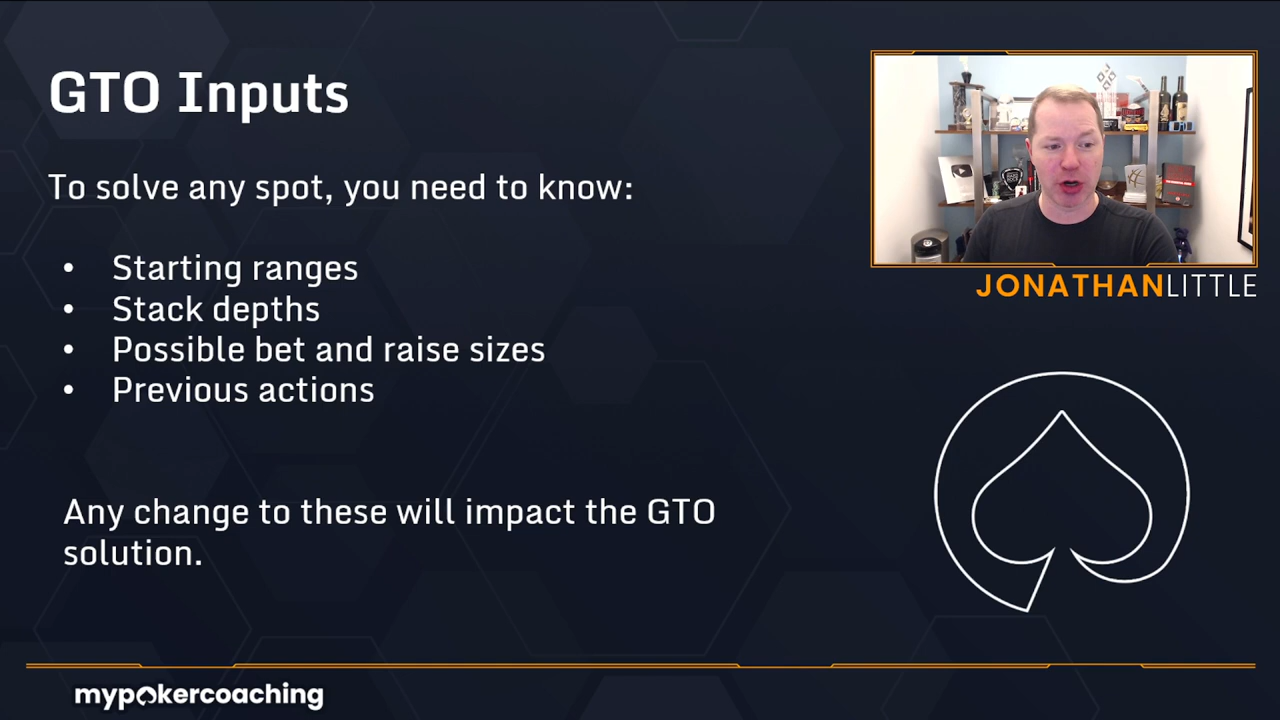 GTO Inputs
To solve any spot, you need to know:
• Starting ranges
• Stack depths
• Possible bet and raise sizes
• Previous actions
Any change to these will impact the GTO
solution.
JONATHANLITTLE
mypokercoaching